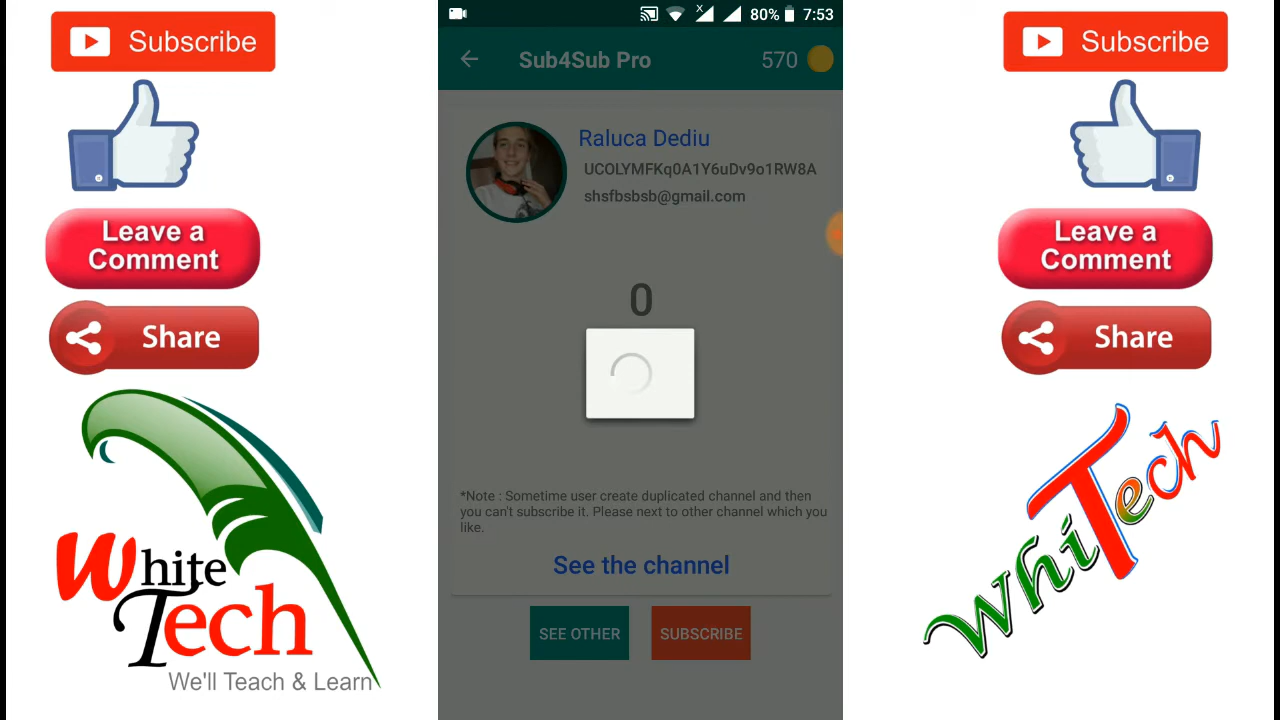 Subscribe
Leave a
Comment
Share
White
Tech
We'll Teach & Learn
X 80% 7:53
Sub4Sub Pro 570
Raluca Dediu
UCOLYMFKq0A1Y6uDv9o1RW8A
shsfbsbsb@gmail.com
0
*Note : Sometime user create duplicated channel and then
you can't subscribe it. Please next to other channel which you
like.
See the channel
SEE OTHER SUBSCRIBE
Subscribe
Leave a
Comment
Share
WhiTech